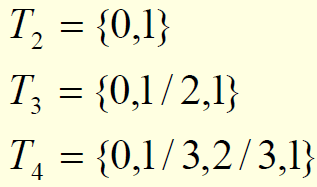 T₂ = {0,1}
T₃ = {0,1/2,1}
T₄ = {0,1/3,2/3,1}